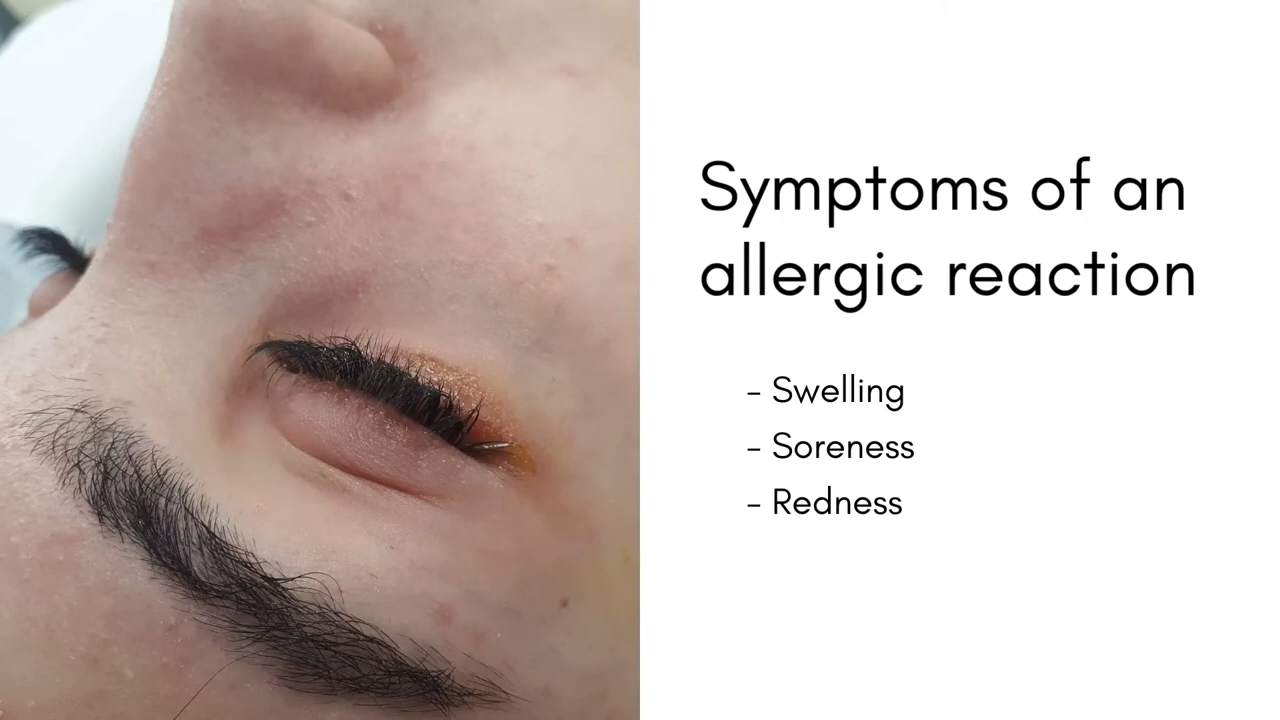 Symptoms of an
allergic reaction
- Swelling
- Soreness
- Redness